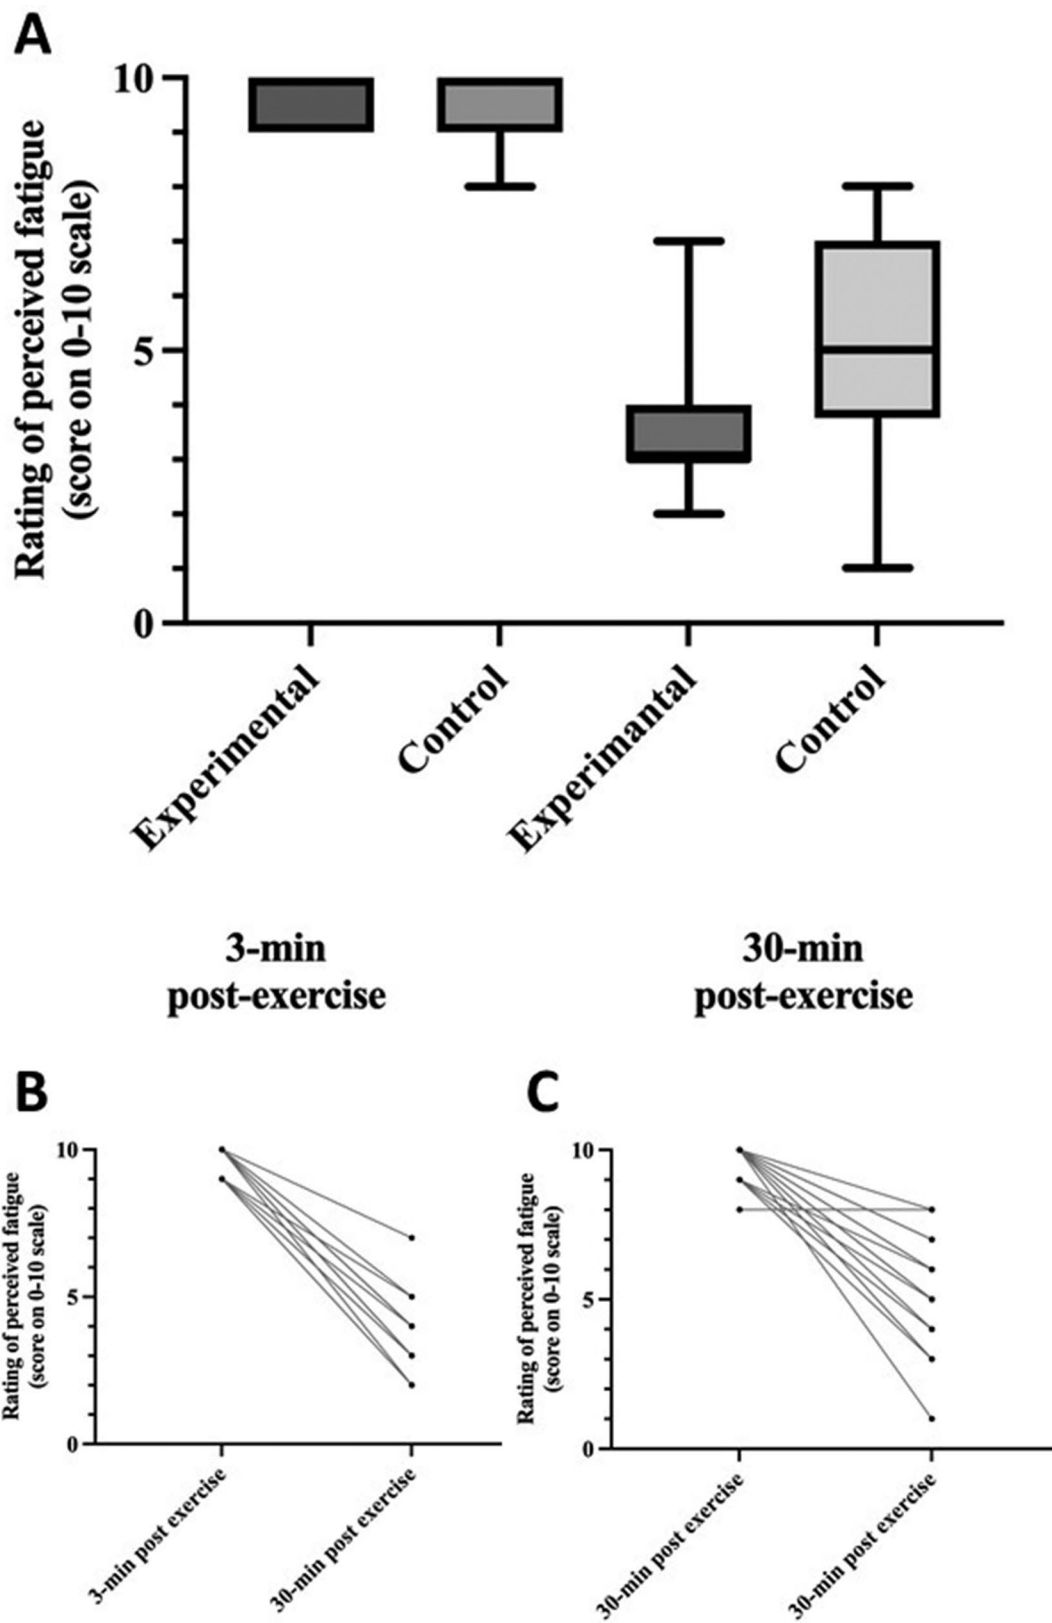 A
Rating of perceived fatigue
(score on 0-10 scale)
10
5
0
Experimental
Control
Experimantal
Control
3-min
post-exercise
30-min
post-exercise
B
Rating of perceived fatigue
(score on 0-10 scale)
10
5
0
3-min post exercise
30-min post exercise
C
Rating of perceived fatigue
(score on 0-10 scale)
10
5
0
30-min post exercise
30-min post exercise